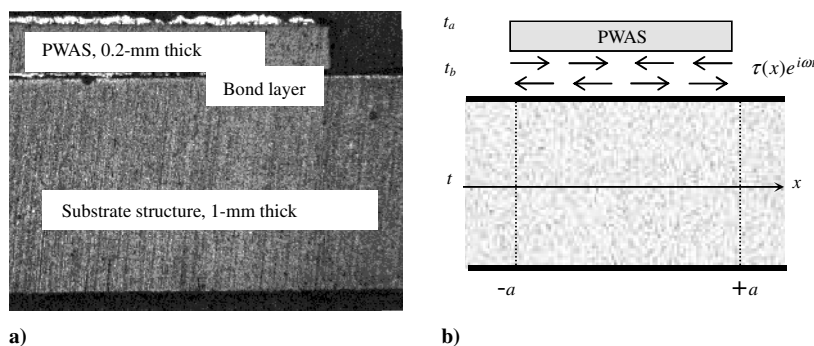 PWAS, 0.2-mm thick
Bond layer
Substrate structure, 1-mm thick
a)
t_a
PWAS
t_b
τ(x)e^{iωt}
t
x
-a
+a
b)